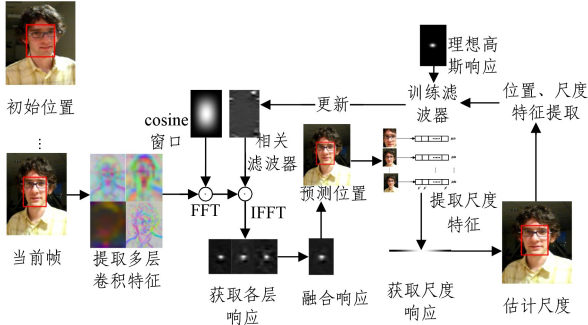 初始位置
...
当前帧
提取多层
卷积特征
cosine
窗口
FFT
相关
滤波器
IFFT
获取各层
响应
融合响应
预测位置
更新
理想高
斯响应
训练滤
波器
提取尺度
特征
获取尺度
响应
位置、尺度
特征提取
估计尺度